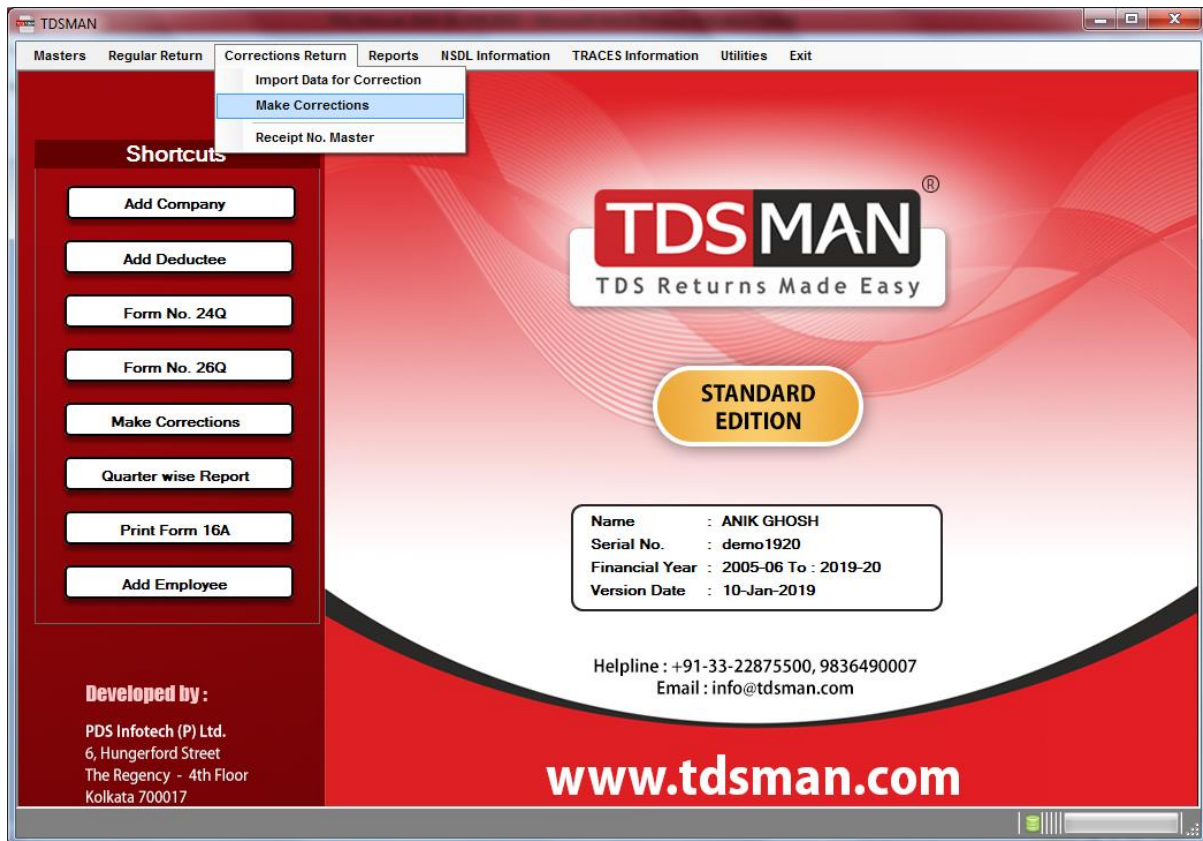 TDSMAN
Masters Regular Return Corrections Return Reports NSDL Information TRACES Information Utilities Exit
Import Data for Correction
Make Corrections
Receipt No. Master
Shortcuts
Add Company
Add Deductee
Form No. 24Q
Form No. 26Q
Make Corrections
Quarter wise Report
Print Form 16A
Add Employee
Developed by :
PDS Infotech (P) Ltd.
6, Hungerford Street
The Regency - 4th Floor
Kolkata 700017
TDSMAN®
TDS Returns Made Easy
STANDARD
EDITION
Name : ANIK GHOSH
Serial No. : demo1920
Financial Year : 2005-06 To : 2019-20
Version Date : 10-Jan-2019
Helpline : +91-33-22875500, 9836490007
Email : info@tdsman.com
www.tdsman.com